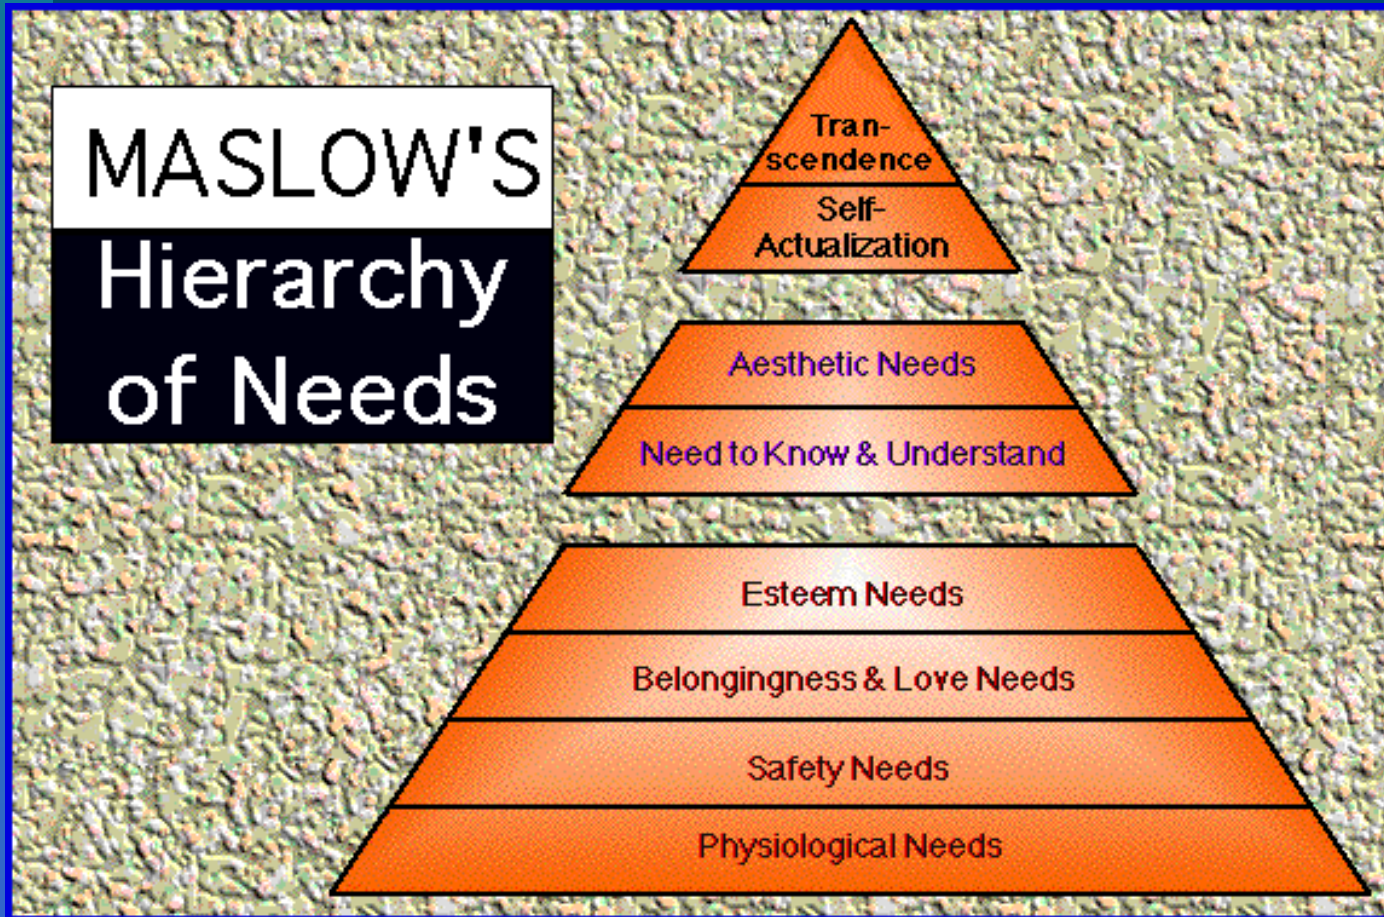 MASLOW'S
Hierarchy
of Needs
Tran-
scendence
Self-
Actualization
Aesthetic Needs
Need to Know & Understand
Esteem Needs
Belongingness & Love Needs
Safety Needs
Physiological Needs